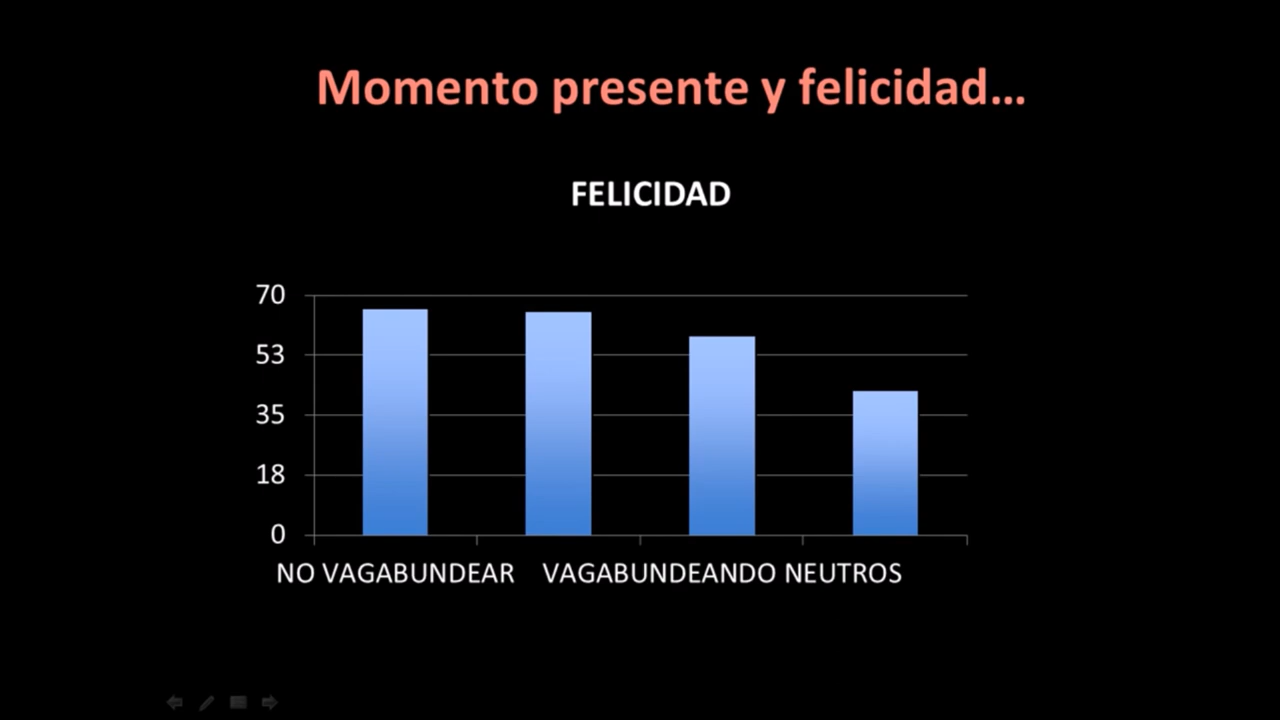 Momento presente y felicidad...
FELICIDAD
70
53
35
18
0
NO VAGABUNDEAR VAGABUNDEANDO NEUTROS